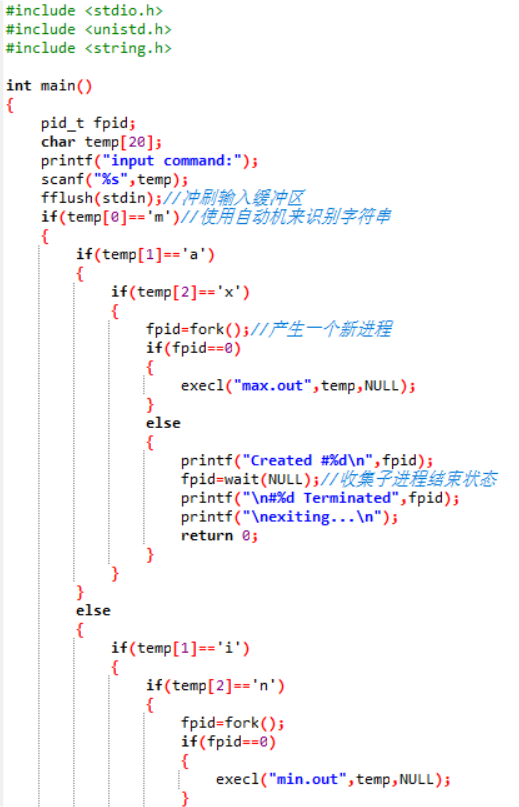 #include <stdio.h>
#include <unistd.h>
#include <string.h>
int main()
{
    pid_t fpid;
    char temp[20];
    printf("input command:");
    scanf("%s",temp);
    fflush(stdin);//冲刷输入缓冲区
    if(temp[0]=='m')//使用自动机来识别字符串
    {
        if(temp[1]=='a')
        {
            if(temp[2]=='x')
            {
                fpid=fork();//产生一个新进程
                if(fpid==0)
                {
                    execl("max.out",temp,NULL);
                }
                else
                {
                    printf("Created #%d\n",fpid);
                    fpid=wait(NULL);//收集子进程结束状态
                    printf("\n#%d Terminated",fpid);
                    printf("\nexiting...\n");
                    return 0;
                }
            }
        }
        else
        {
            if(temp[1]=='i')
            {
                if(temp[2]=='n')
                {
                    fpid=fork();
                    if(fpid==0)
                    {
                        execl("min.out",temp,NULL);
                    }